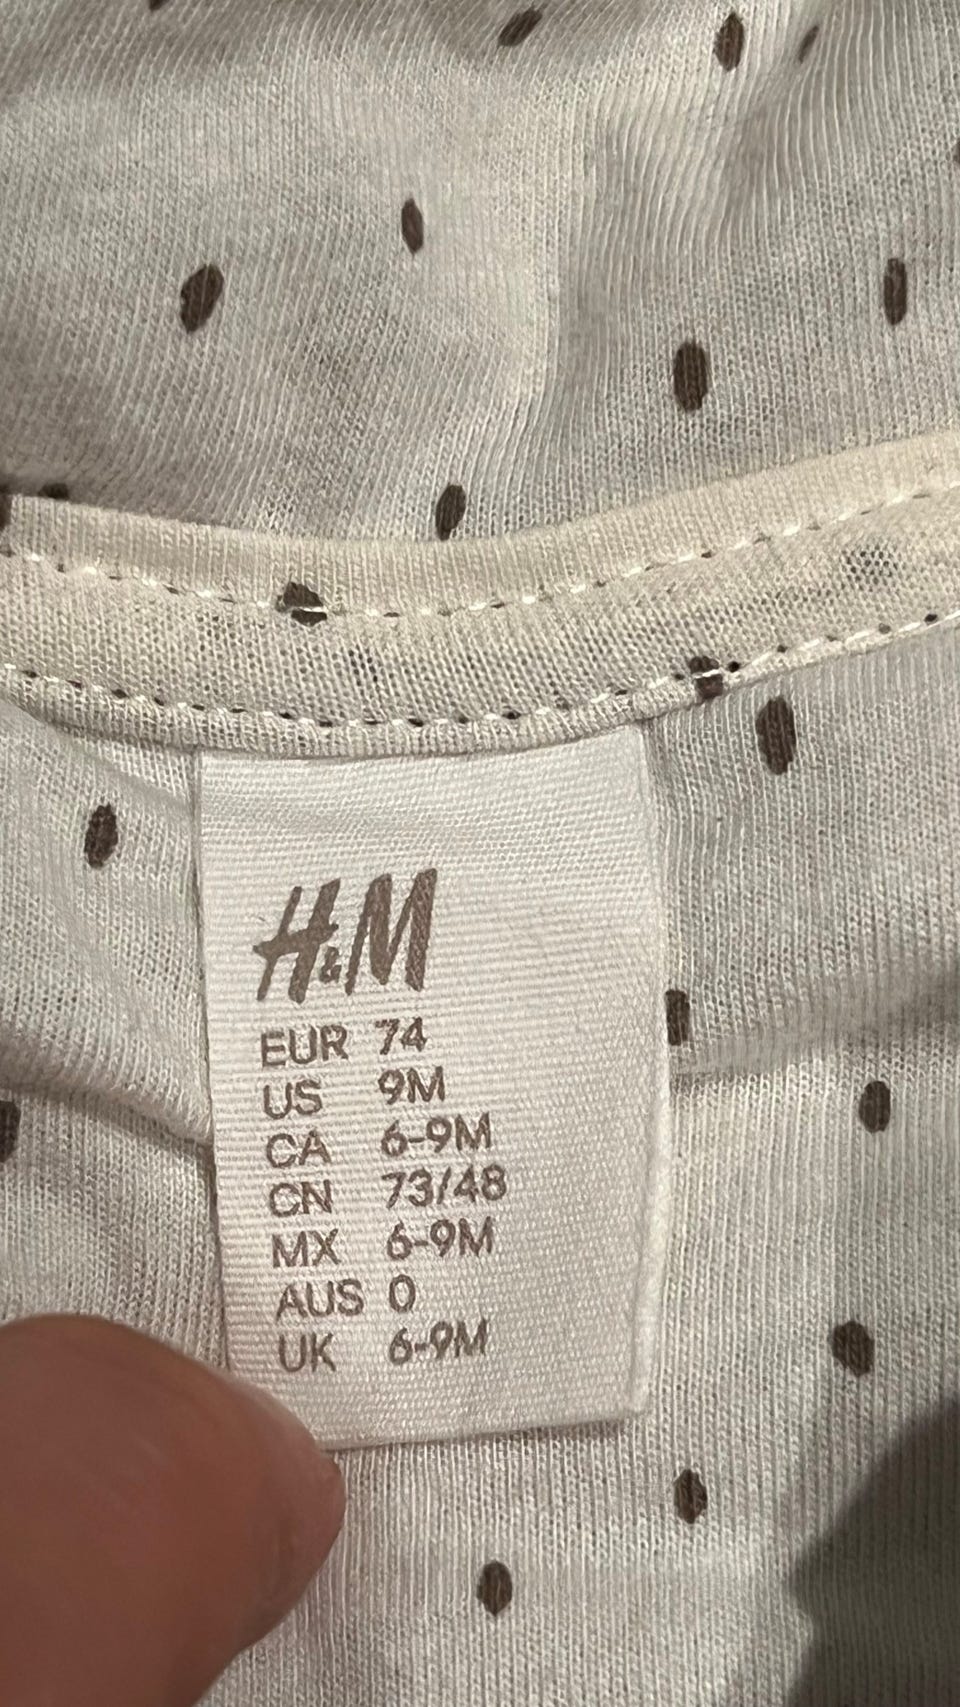 H&M
EUR 74
US 9M
CA 6-9M
CN 73/48
MX 6-9M
AUS 0
UK 6-9M